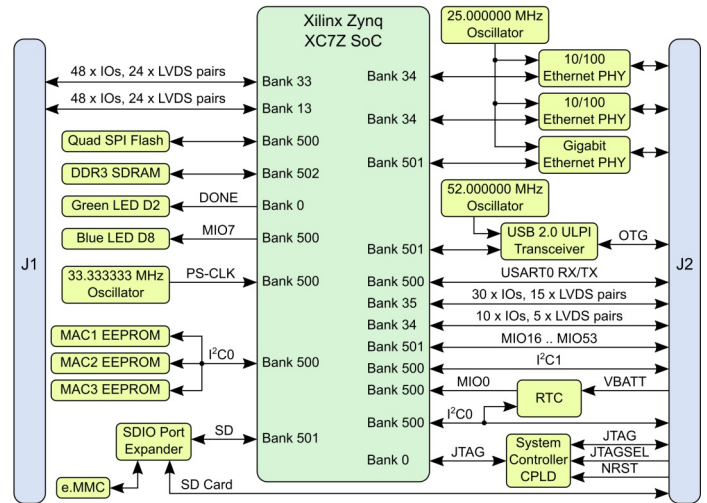 Xilinx Zynq
XC7Z SoC
25.000000 MHz
Oscillator
48 x IOs, 24 x LVDS pairs
Bank 33
Bank 34
10/100
Ethernet PHY
48 x IOs, 24 x LVDS pairs
Bank 13
Bank 34
10/100
Ethernet PHY
Quad SPI Flash
Bank 500
Bank 501
Gigabit
Ethernet PHY
DDR3 SDRAM
Bank 502
Green LED D2
DONE
Bank 0
52.000000 MHz
Oscillator
Blue LED D8
MIO7
Bank 500
Bank 501
USB 2.0 ULPI
Transceiver
OTG
J1
J2
33.333333 MHz
Oscillator
PS-CLK
Bank 500
Bank 500
USART0 RX/TX
Bank 35
30 x IOs, 15 x LVDS pairs
Bank 34
10 x IOs, 5 x LVDS pairs
MAC1 EEPROM
MAC2 EEPROM
MAC3 EEPROM
I²C0
Bank 500
Bank 501
MIO16 .. MIO53
Bank 500
I²C1
Bank 500
MIO0
RTC
VBATT
Bank 500
I²C0
SDIO Port
Expander
SD
Bank 501
Bank 0
JTAG
System
Controller
CPLD
JTAG
JTAGSEL
NRST
e.MMC
SD Card